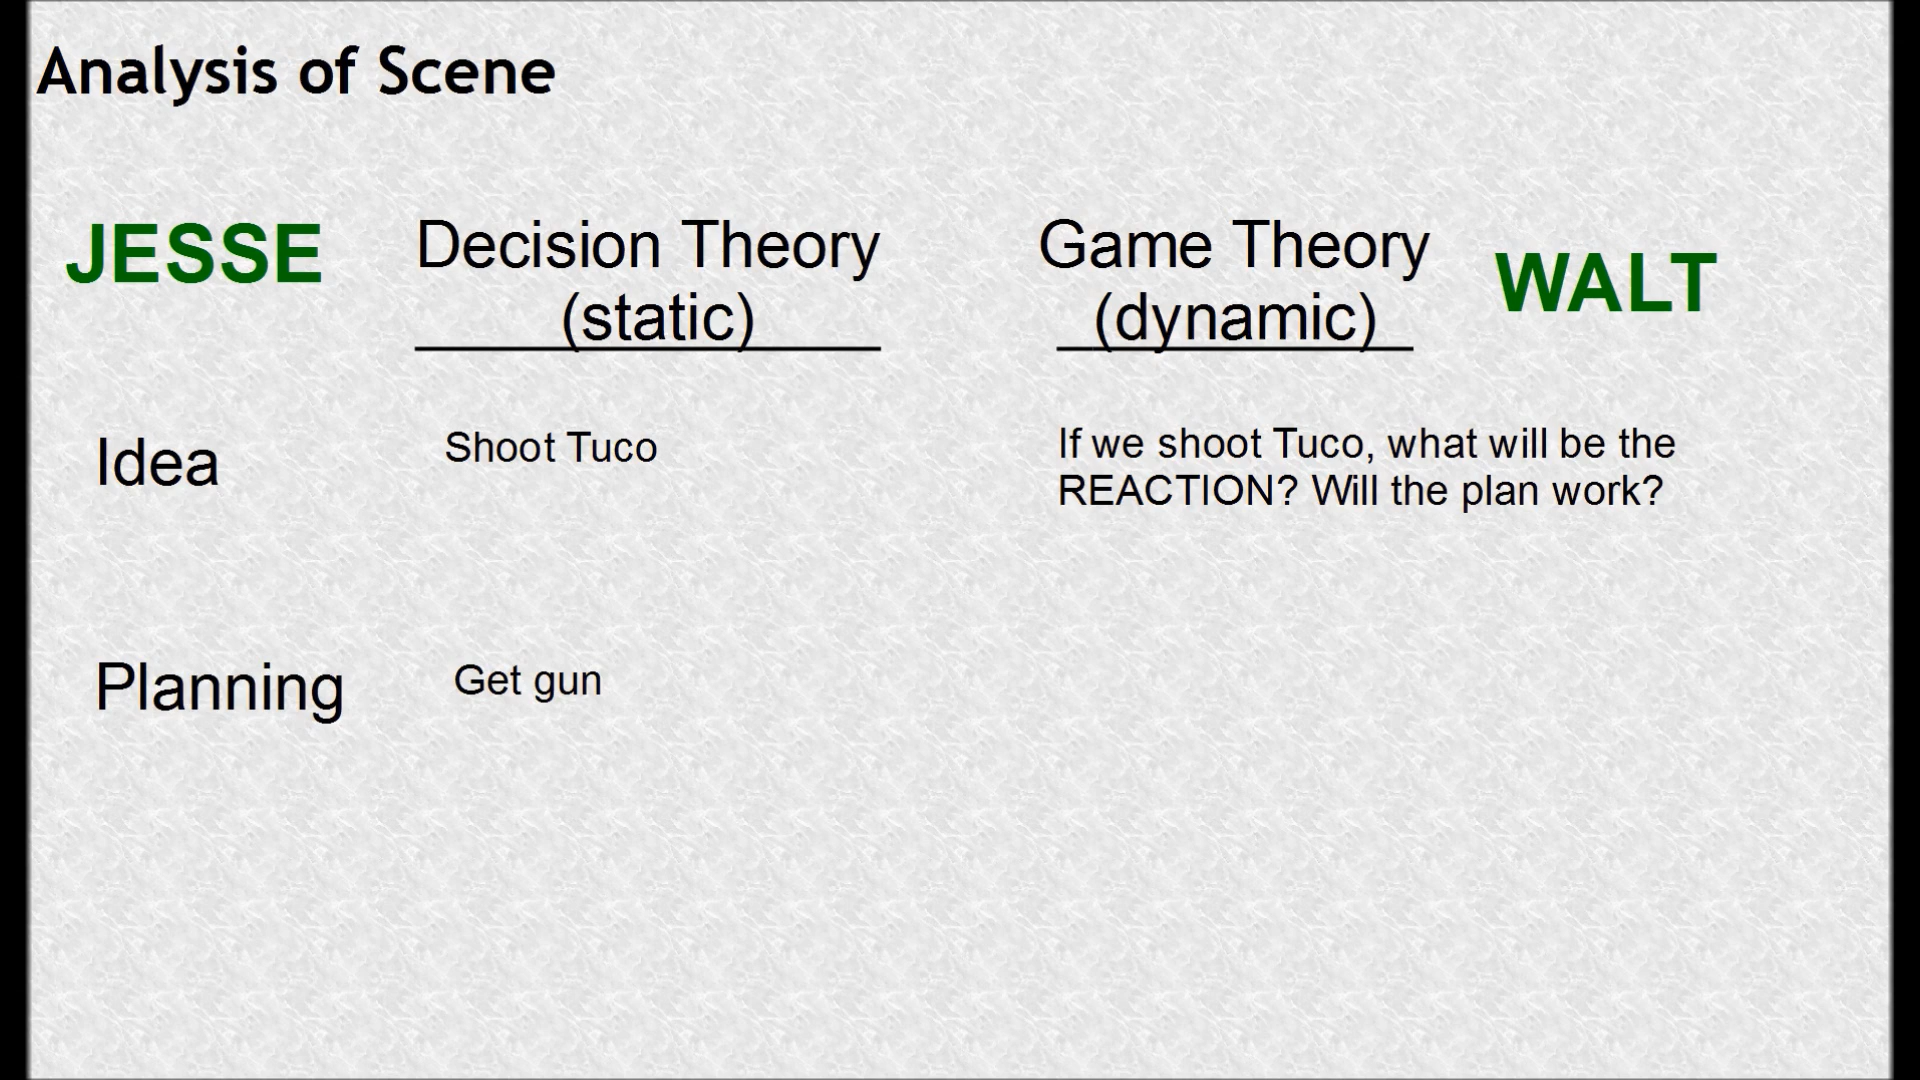 Analysis of Scene
JESSE
Decision Theory
(static)
Game Theory
(dynamic)
WALT
Idea
Shoot Tuco
If we shoot Tuco, what will be the
REACTION? Will the plan work?
Planning
Get gun